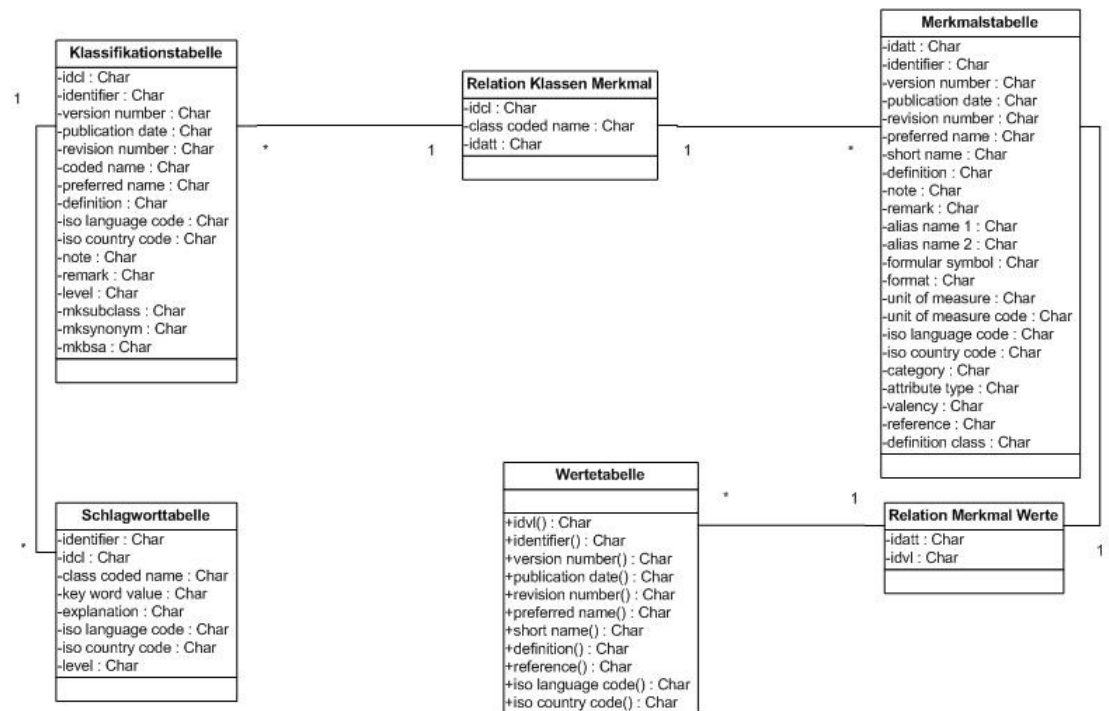 Klassifikationstabelle
-idcl : Char
-identifier : Char
-version number : Char
-publication date : Char
-revision number : Char
-coded name : Char
-preferred name : Char
-definition : Char
-iso language code : Char
-iso country code : Char
-note : Char
-remark : Char
-level : Char
-mksubclass : Char
-mksynonym : Char
-mkbsa : Char
1
*
1
Relation Klassen Merkmal
-idcl : Char
-class coded name : Char
-idatt : Char
1
*
Merkmalstabelle
-idatt : Char
-identifier : Char
-version number : Char
-publication date : Char
-revision number : Char
-preferred name : Char
-short name : Char
-definition : Char
-note : Char
-remark : Char
-alias name 1 : Char
-alias name 2 : Char
-formular symbol : Char
-format : Char
-unit of measure : Char
-unit of measure code : Char
-iso language code : Char
-iso country code : Char
-category : Char
-attribute type : Char
-valency : Char
-reference : Char
-definition class : Char
*
Schlagworttabelle
-identifier : Char
-idcl : Char
-class coded name : Char
-key word value : Char
-explanation : Char
-iso language code : Char
-iso country code : Char
-level : Char
Wertetabelle
+idvl() : Char
+identifier() : Char
+version number() : Char
+publication date() : Char
+revision number() : Char
+preferred name() : Char
+short name() : Char
+definition() : Char
+reference() : Char
+iso language code() : Char
+iso country code() : Char
*
1
Relation Merkmal Werte
-idatt : Char
-idvl : Char
1